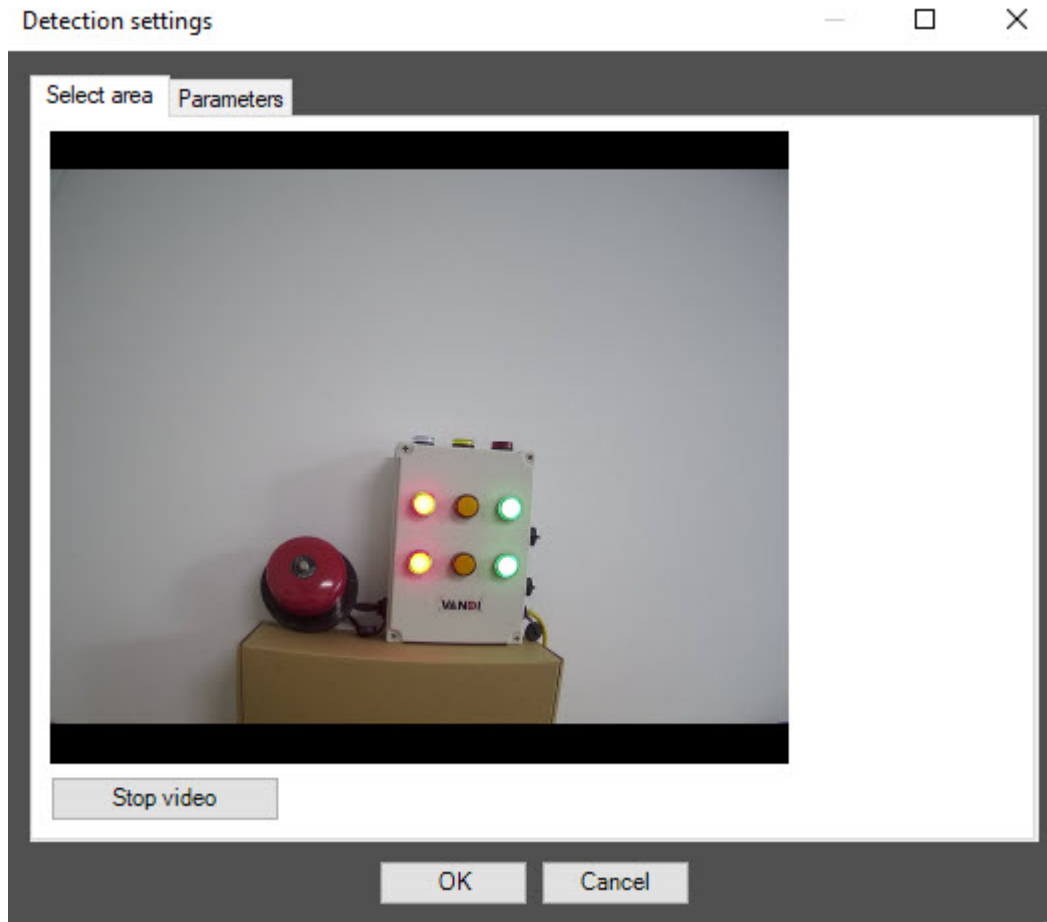 Detection settings
Select area
Parameters
VANDI
Stop video
OK
Cancel